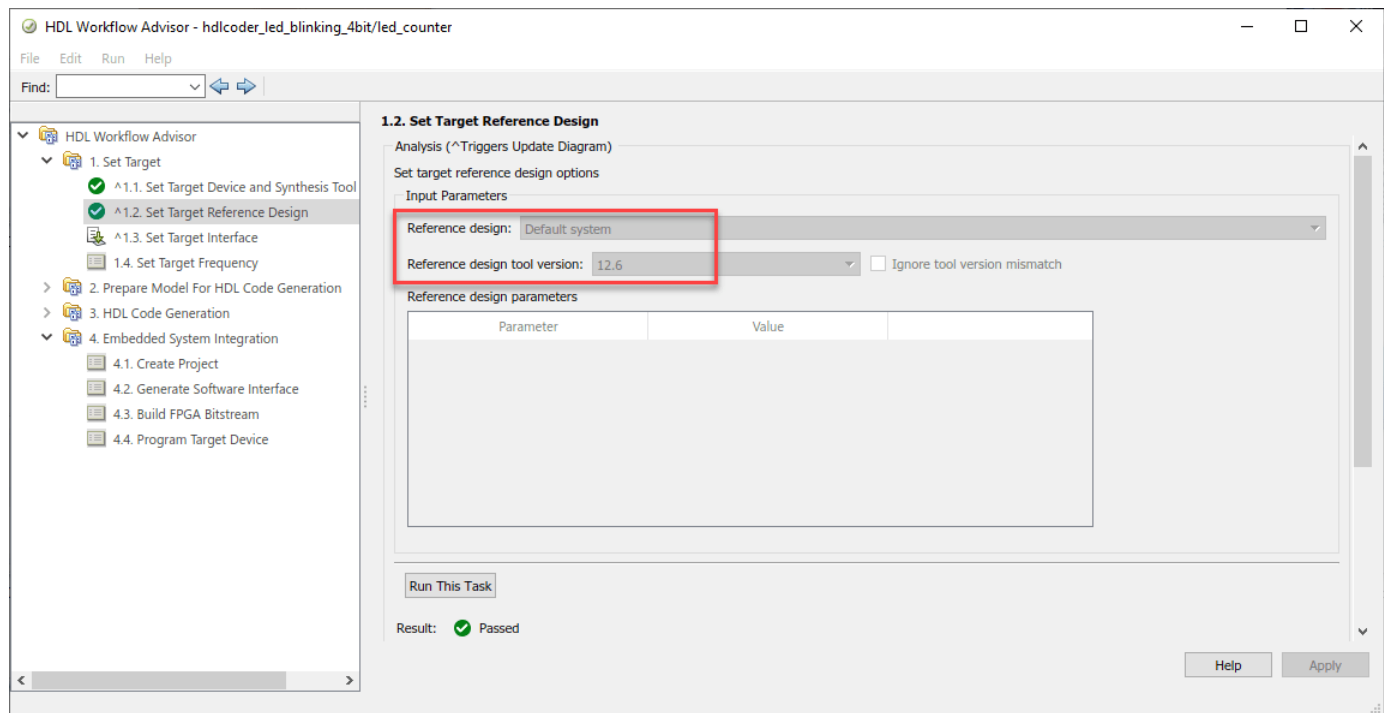 HDL Workflow Advisor - hdlcoder_led_blinking_4bit/led_counter
File Edit Run Help
Find:
HDL Workflow Advisor
1. Set Target
^1.1. Set Target Device and Synthesis Tool
^1.2. Set Target Reference Design
^1.3. Set Target Interface
1.4. Set Target Frequency
2. Prepare Model For HDL Code Generation
3. HDL Code Generation
4. Embedded System Integration
4.1. Create Project
4.2. Generate Software Interface
4.3. Build FPGA Bitstream
4.4. Program Target Device
1.2. Set Target Reference Design
Analysis (^Triggers Update Diagram)
Set target reference design options
Input Parameters
Reference design: Default system
Reference design tool version: 12.6 Ignore tool version mismatch
Reference design parameters
Parameter Value
Run This Task
Result: Passed
Help Apply